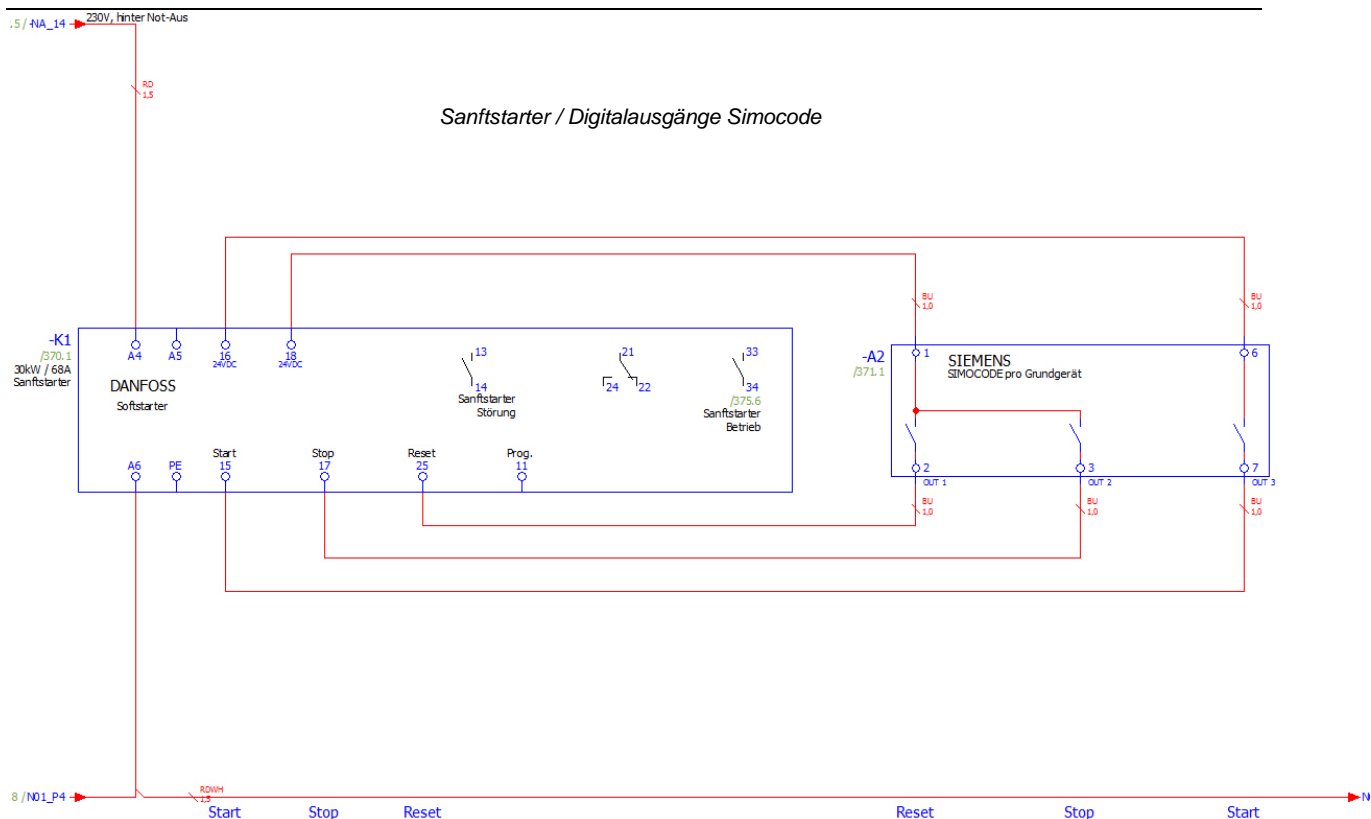 .5 / -NA_14
230V, hinter Not-Aus
RD
1,5
Sanftstarter / Digitalausgänge Simocode
BU
1,0
BU
1,0
-K1
/370.1
30kW / 68A
Sanftstarter
A4
A5
16
24VDC
18
24VDC
DANFOSS
Softstarter
13
14
Sanftstarter
Störung
21
24
22
33
34
/375.6
Sanftstarter
Betrieb
-A2
/371.1
1
SIEMENS
SIMOCODE pro Grundgerät
6
A6
PE
Start
15
Stop
17
Reset
25
Prog.
11
2
OUT 1
3
OUT 2
7
OUT 3
BU
1,0
BU
1,0
BU
1,0
8 / N01_P4
RDWH
1,5
Start
Stop
Reset
Reset
Stop
Start